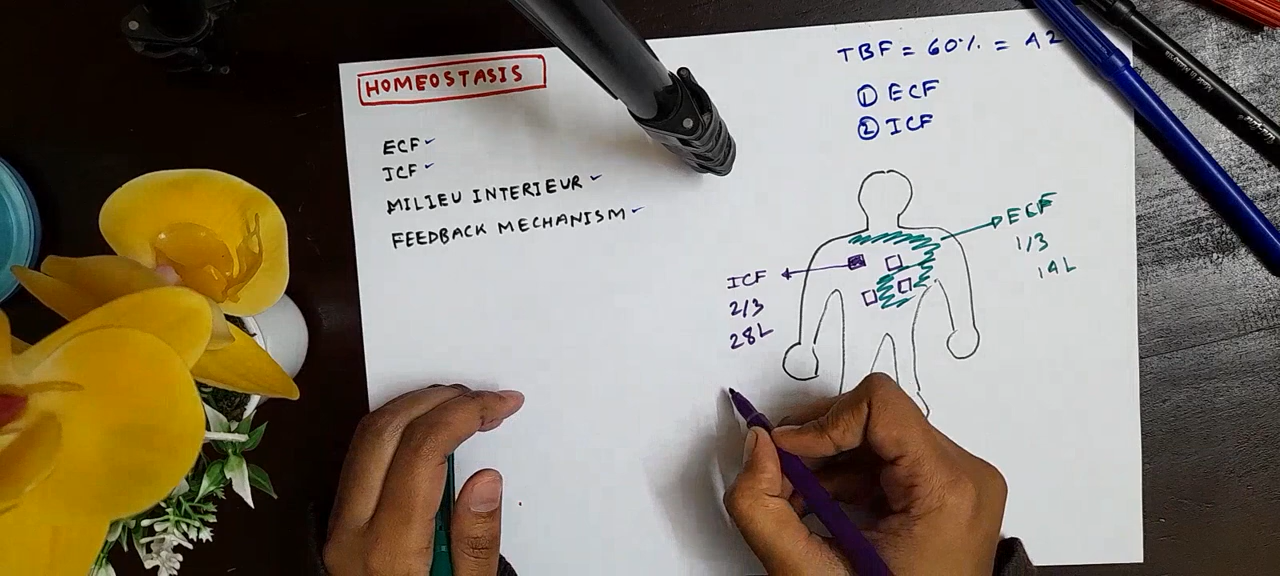 HOMEOSTASIS
ECF
ICF
MILIEU INTERIEUR
FEEDBACK MECHANISM
TBF = 60% = 42
① ECF
② ICF
ECF
1/3
14L
ICF
2/3
28L